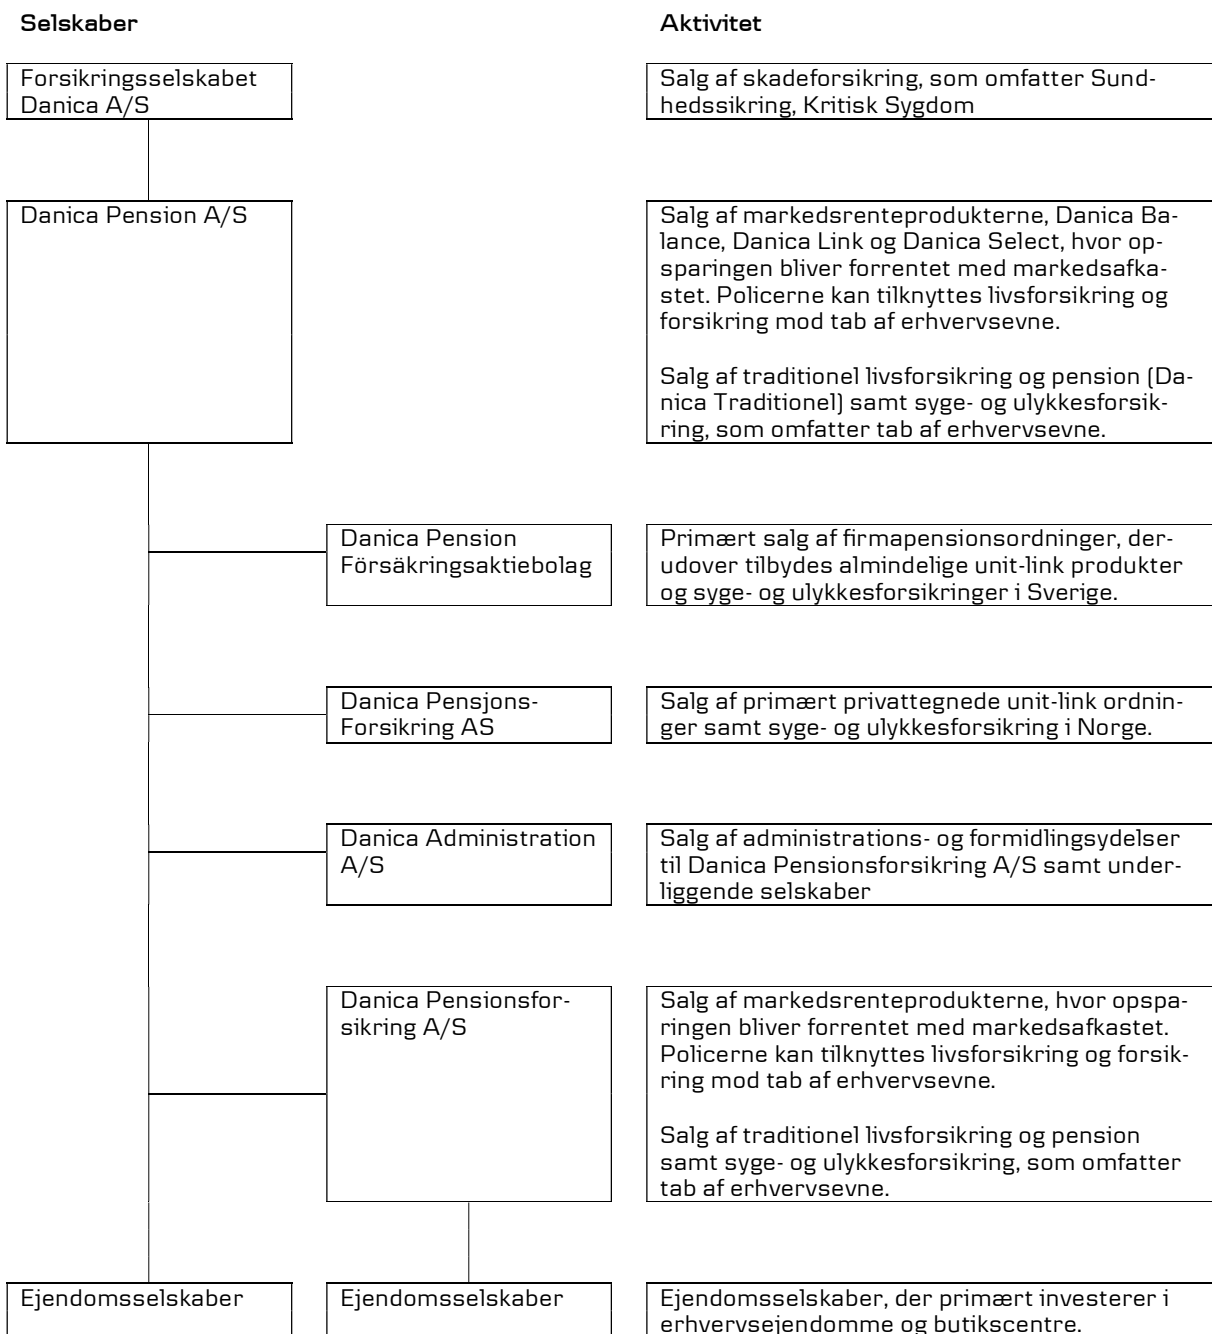 Selskaber
Aktivitet
Forsikringsselskabet
Danica A/S
Salg af skadeforsikring, som omfatter Sund-
hedssikring, Kritisk Sygdom
Danica Pension A/S
Salg af markedsrenteprodukterne, Danica Ba-
lance, Danica Link og Danica Select, hvor op-
sparingen bliver forrentet med markedsafka-
stet. Policerne kan tilknyttes livsforsikring og
forsikring mod tab af erhvervsevne.
Salg af traditionel livsforsikring og pension (Da-
nica Traditionel) samt syge- og ulykkesforsik-
ring, som omfatter tab af erhvervsevne.
Danica Pension
Försäkringsaktiebolag
Primært salg af firmapensionsordninger, der-
udover tilbydes almindelige unit-link produkter
og syge- og ulykkesforsikringer i Sverige.
Danica Pensjons-
Forsikring AS
Salg af primært privattegnede unit-link ordnin-
ger samt syge- og ulykkesforsikring i Norge.
Danica Administration
A/S
Salg af administrations- og formidlingsydelser
til Danica Pensionsforsikring A/S samt under-
liggende selskaber
Danica Pensionsfor-
sikring A/S
Salg af markedsrenteprodukterne, hvor opspa-
ringen bliver forrentet med markedsafkastet.
Policerne kan tilknyttes livsforsikring og forsik-
ring mod tab af erhvervsevne.
Salg af traditionel livsforsikring og pension
samt syge- og ulykkesforsikring, som omfatter
tab af erhvervsevne.
Ejendomsselskaber
Ejendomsselskaber
Ejendomsselskaber, der primært investerer i
erhvervsejendomme og butikscentre.